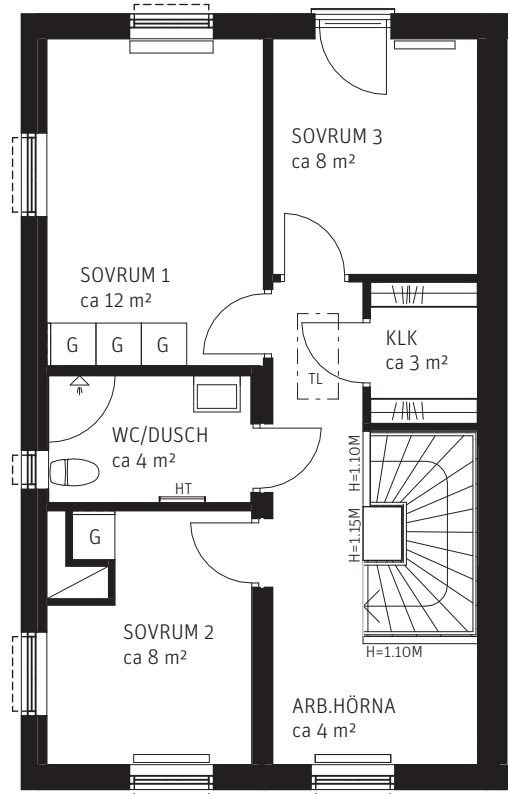 SOVRUM 3
ca 8 m²
SOVRUM 1
ca 12 m²
G
G
G
KLK
ca 3 m²
TL
WC/DUSCH
ca 4 m²
HT
H=1.10M
H=1.15M
G
SOVRUM 2
ca 8 m²
H=1.10M
ARB.HÖRNA
ca 4 m²